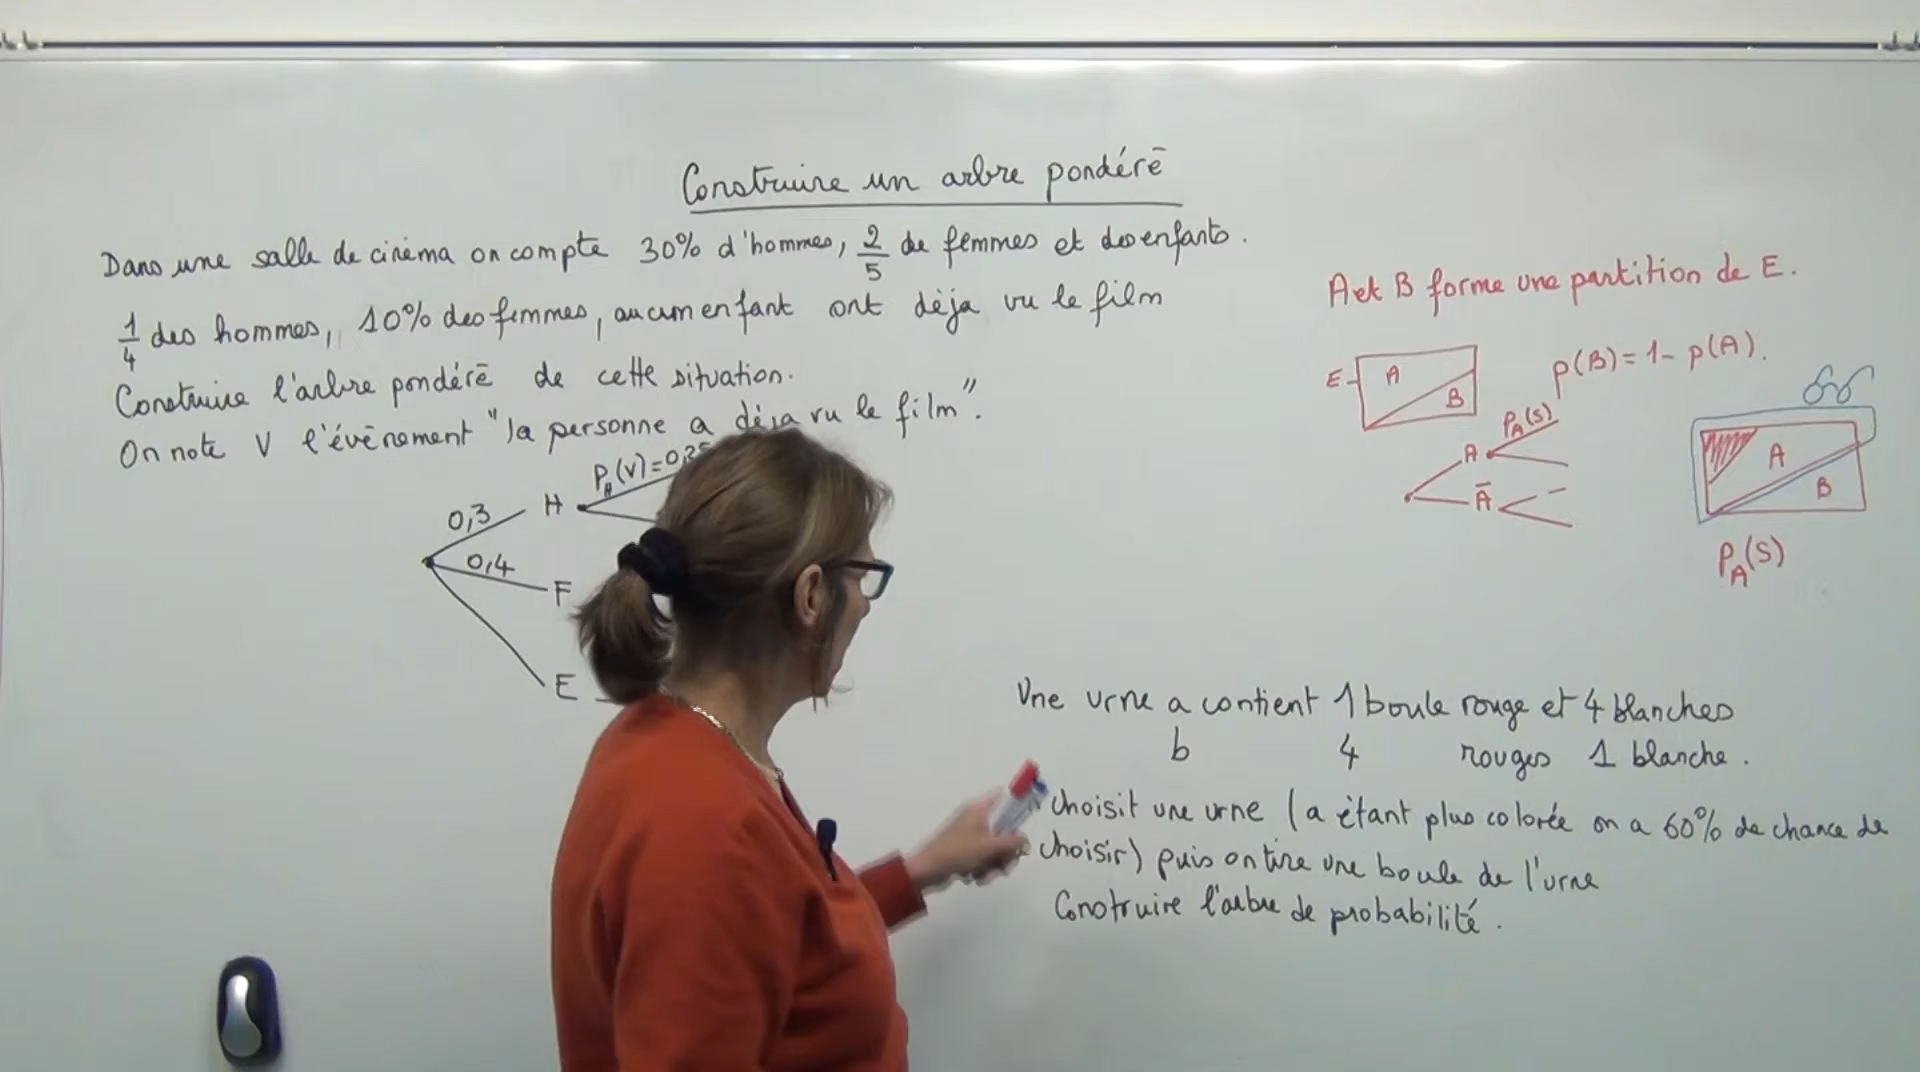 Construire un arbre pondéré
Dans une salle de cinéma on compte 30% d'hommes, 2/5 de femmes et des enfants.
1/4 des hommes, 10% des femmes, aucun enfant ont déja vu le film
Construire l'arbre pondéré de cette situation.
On note V l'évènement "la personne a déja vu le film".
0,3 H P_H(V)=0,25
0,4 F
E
A et B forme une partition de E.
E A B
p(B)=1-p(A).
A P_A(S)
Ā
A B
P_A(S)
Une urne a contient 1 boule rouge et 4 blanches
b 4 rouges 1 blanche.
choisit une urne (a étant plus colorée on a 60% de chance de
choisir) puis on tire une boule de l'urne
Construire l'arbre de probabilité.